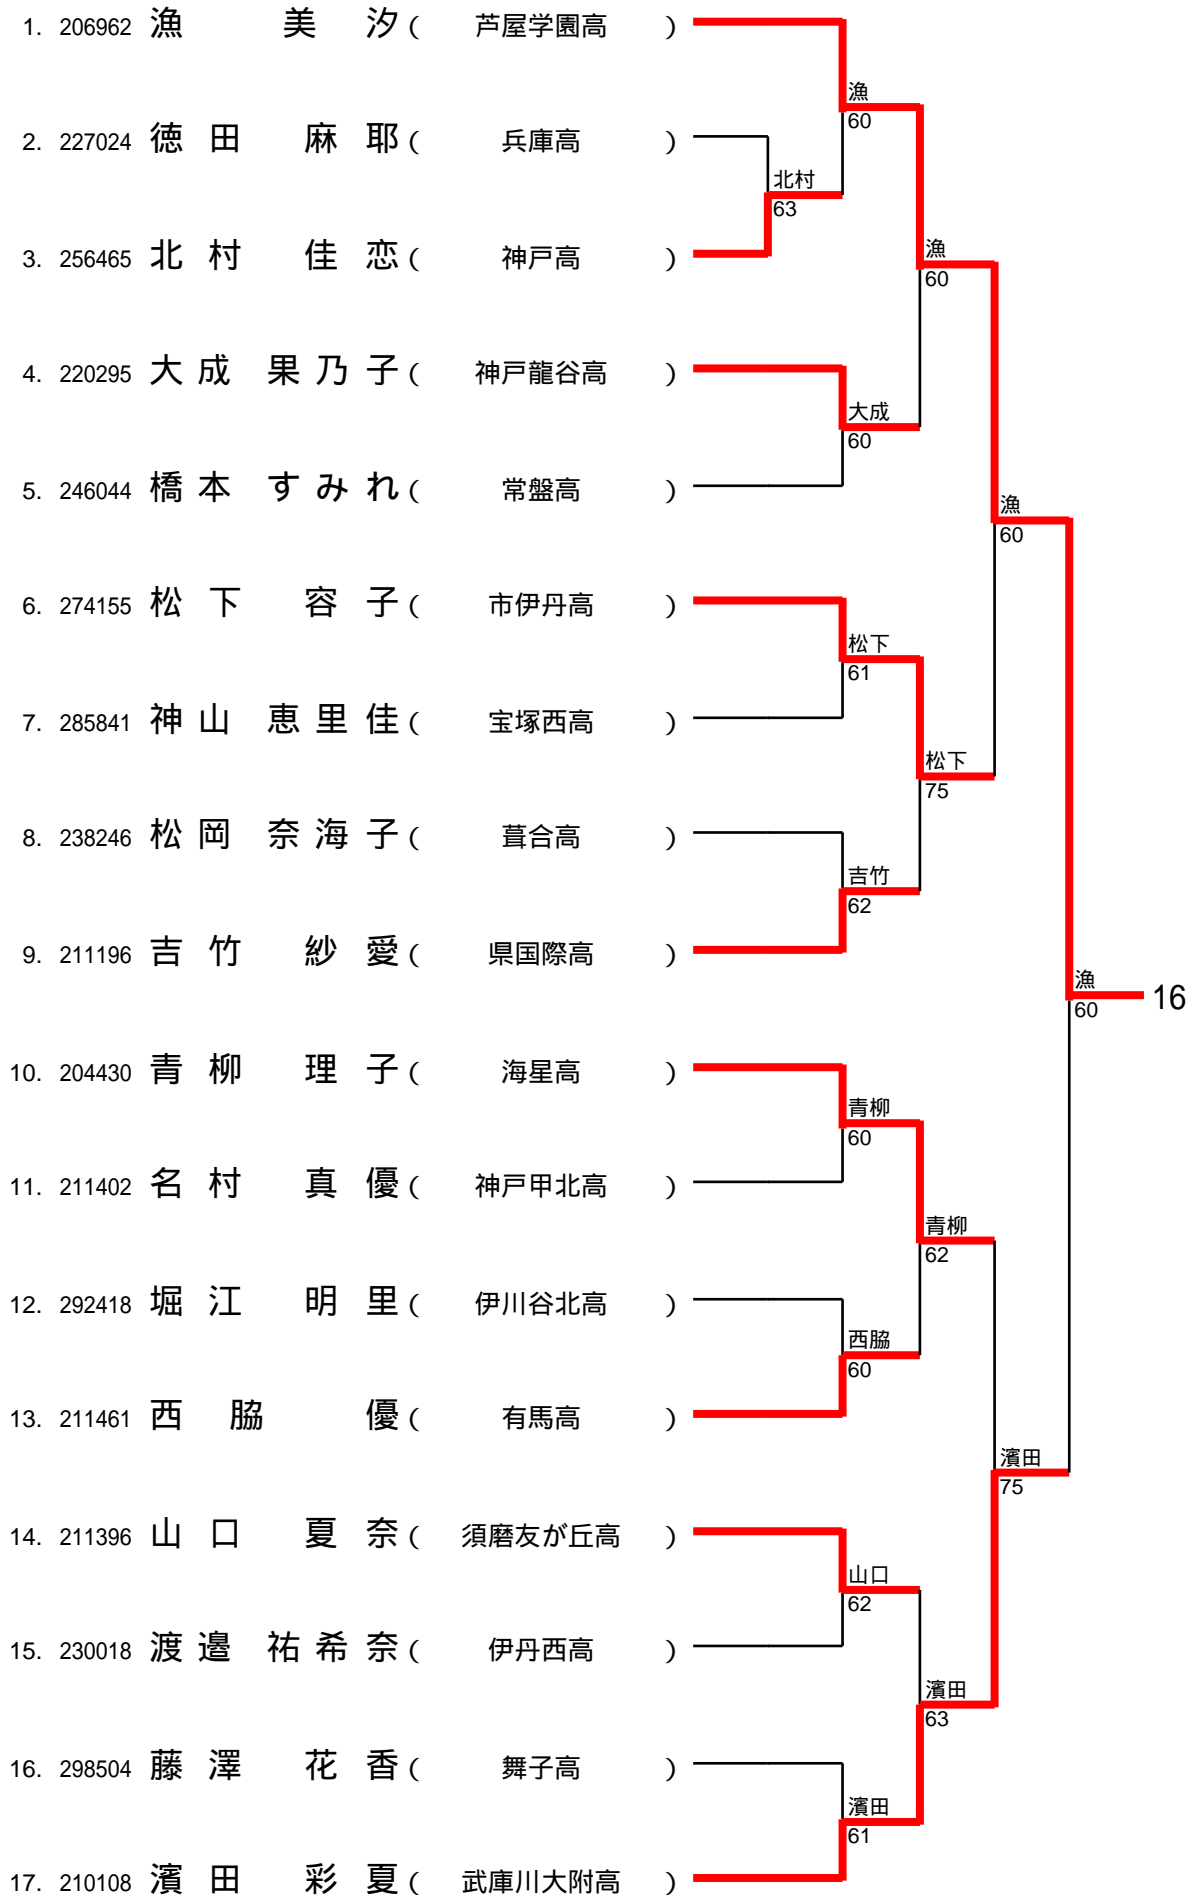 1. 206962 漁 美 汐 ( 芦屋学園高 )
漁
60
2. 227024 徳 田 麻 耶 ( 兵庫高 )
北村
63
3. 256465 北 村 佳 恋 ( 神戸高 )
漁
60
4. 220295 大 成 果 乃 子 ( 神戸龍谷高 )
大成
60
5. 246044 橋 本 す み れ ( 常盤高 )
漁
60
6. 274155 松 下 容 子 ( 市伊丹高 )
松下
61
7. 285841 神 山 恵 里 佳 ( 宝塚西高 )
松下
75
8. 238246 松 岡 奈 海 子 ( 葺合高 )
吉竹
62
9. 211196 吉 竹 紗 愛 ( 県国際高 )
漁
60
16
10. 204430 青 柳 理 子 ( 海星高 )
青柳
60
11. 211402 名 村 真 優 ( 神戸甲北高 )
青柳
62
12. 292418 堀 江 明 里 ( 伊川谷北高 )
西脇
60
13. 211461 西 脇 優 ( 有馬高 )
濱田
75
14. 211396 山 口 夏 奈 ( 須磨友が丘高 )
山口
62
15. 230018 渡 邉 祐 希 奈 ( 伊丹西高 )
濱田
63
16. 298504 藤 澤 花 香 ( 舞子高 )
濱田
61
17. 210108 濱 田 彩 夏 ( 武庫川大附高 )